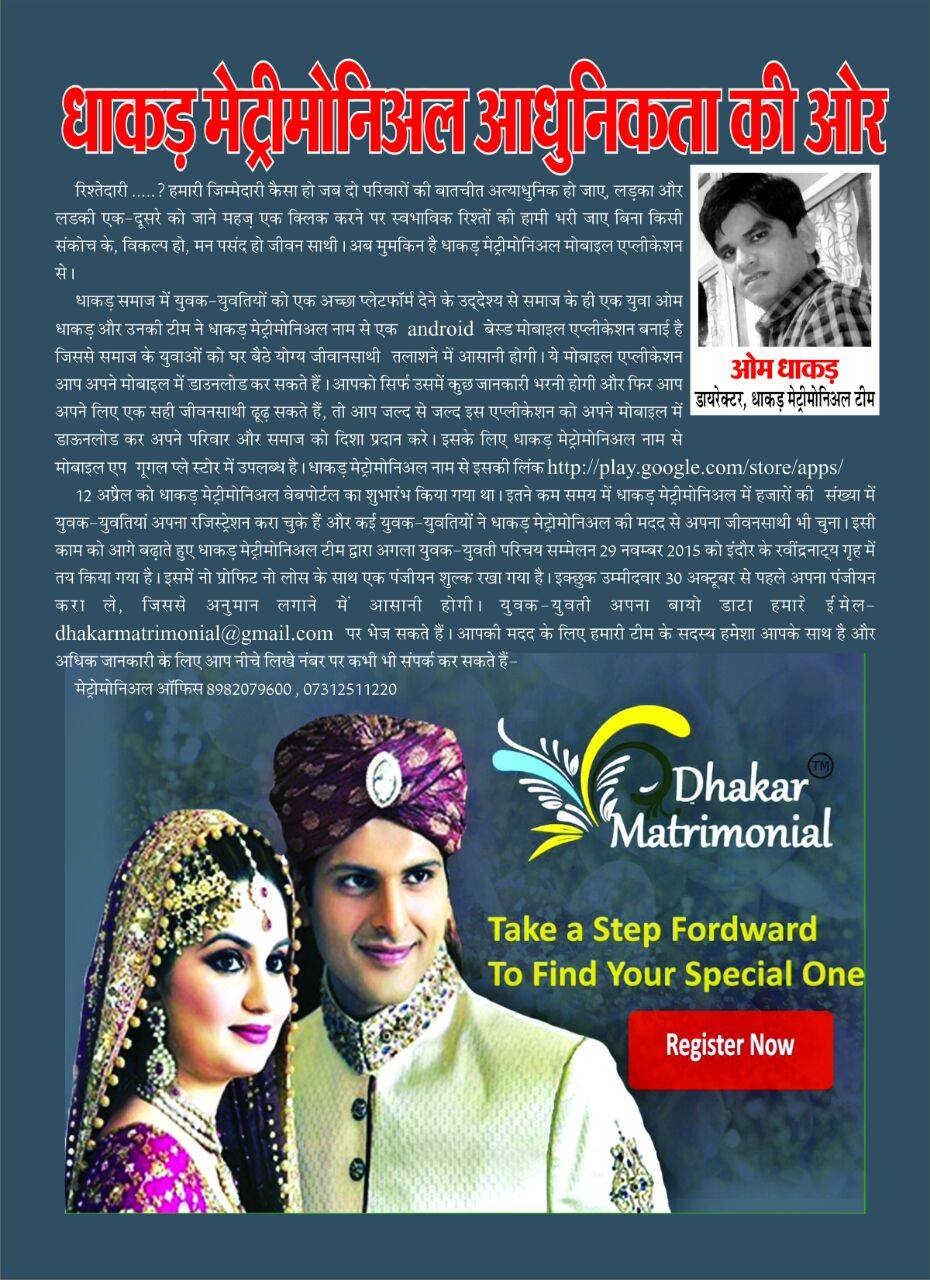 धाकड़ मेट्रीमोनिअल आधुनिकता की ओर
रिश्तेदारी .....? हमारी जिम्मेदारी कैसा हो जब दो परिवारों की बातचीत अत्याधुनिक हो जाए, लड़का और
लडकी एक-दूसरे को जाने महज़ एक क्लिक करने पर स्वभाविक रिश्तों की हामी भरी जाए बिना किसी
संकोच के, विकल्प हो, मन पसंद हो जीवन साथी। अब मुमकिन है धाकड़ मेट्रीमोनिअल मोबाइल एप्लीकेशन
से।
धाकड़ समाज में युवक-युवतियों को एक अच्छा प्लेटफॉर्म देने के उद्देश्य से समाज के ही एक युवा ओम
धाकड़ और उनकी टीम ने धाकड़ मेट्रीमोनिअल नाम से एक android बेस्ड मोबाइल एप्लीकेशन बनाई है
जिससे समाज के युवाओं को घर बैठे योग्य जीवानसाथी तलाशने में आसानी होगी। ये मोबाइल एप्लीकेशन
आप अपने मोबाइल में डाउनलोड कर सकते हैं। आपको सिर्फ उसमें कुछ जानकारी भरनी होगी और फिर आप
अपने लिए एक सही जीवनसाथी ढूढ़ सकते हैं, तो आप जल्द से जल्द इस एप्लीकेशन को अपने मोबाइल में
डाऊनलोड कर अपने परिवार और समाज को दिशा प्रदान करे। इसके लिए धाकड़ मेट्रोमोनिअल नाम से
मोबाइल एप गूगल प्ले स्टोर में उपलब्ध है। धाकड़ मेट्रोमोनिअल नाम से इसकी लिंक http://play.google.com/store/apps/
12 अप्रैल को धाकड़ मेट्रीमोनिअल वेबपोर्टल का शुभारंभ किया गया था। इतने कम समय में धाकड़ मेट्रीमोनिअल में हजारों की संख्या में
युवक-युवतियां अपना रजिस्ट्रेशन करा चुके हैं और कई युवक-युवतियों ने धाकड़ मेट्रोमोनिअल की मदद से अपना जीवनसाथी भी चुना। इसी
काम को आगे बढ़ाते हुए धाकड़ मेट्रीमोनिअल टीम द्वारा अगला युवक-युवती परिचय सम्मेलन 29 नवम्बर 2015 को इंदौर के रवींद्रनाट्य गृह में
तय किया गया है। इसमें नो प्रोफिट नो लोस के साथ एक पंजीयन शुल्क रखा गया है। इक्छुक उम्मीदवार 30 अक्टूबर से पहले अपना पंजीयन
करा ले, जिससे अनुमान लगाने में आसानी होगी। युवक-युवती अपना बायो डाटा हमारे ईमेल-
dhakarmatrimonial@gmail.com पर भेज सकते हैं। आपकी मदद के लिए हमारी टीम के सदस्य हमेशा आपके साथ है और
अधिक जानकारी के लिए आप नीचे लिखे नंबर पर कभी भी संपर्क कर सकते हैं-
मेट्रोमोनिअल ऑफिस 8982079600 , 07312511220
ओम धाकड़
डायरेक्टर, धाकड़ मेट्रीमोनिअल टीम
Dhakar TM
Matrimonial
Take a Step Fordward
To Find Your Special One
Register Now